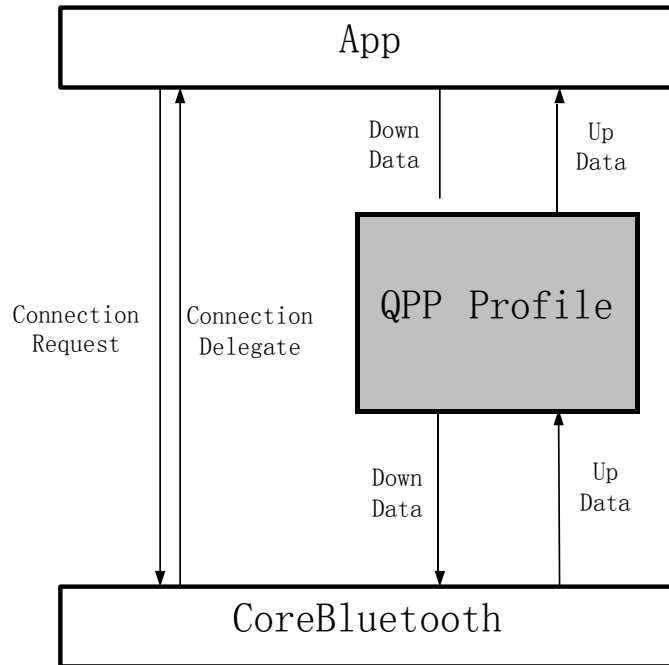 App
Down
Data
Up
Data
QPP Profile
Connection
Request
Connection
Delegate
Down
Data
Up
Data
CoreBluetooth